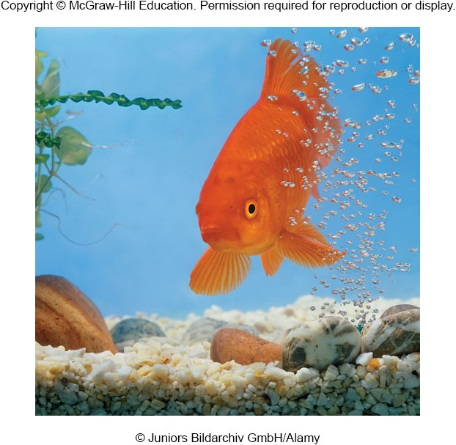 Copyright © McGraw-Hill Education. Permission required for reproduction or display.
© Juniors Bildarchiv GmbH/Alamy